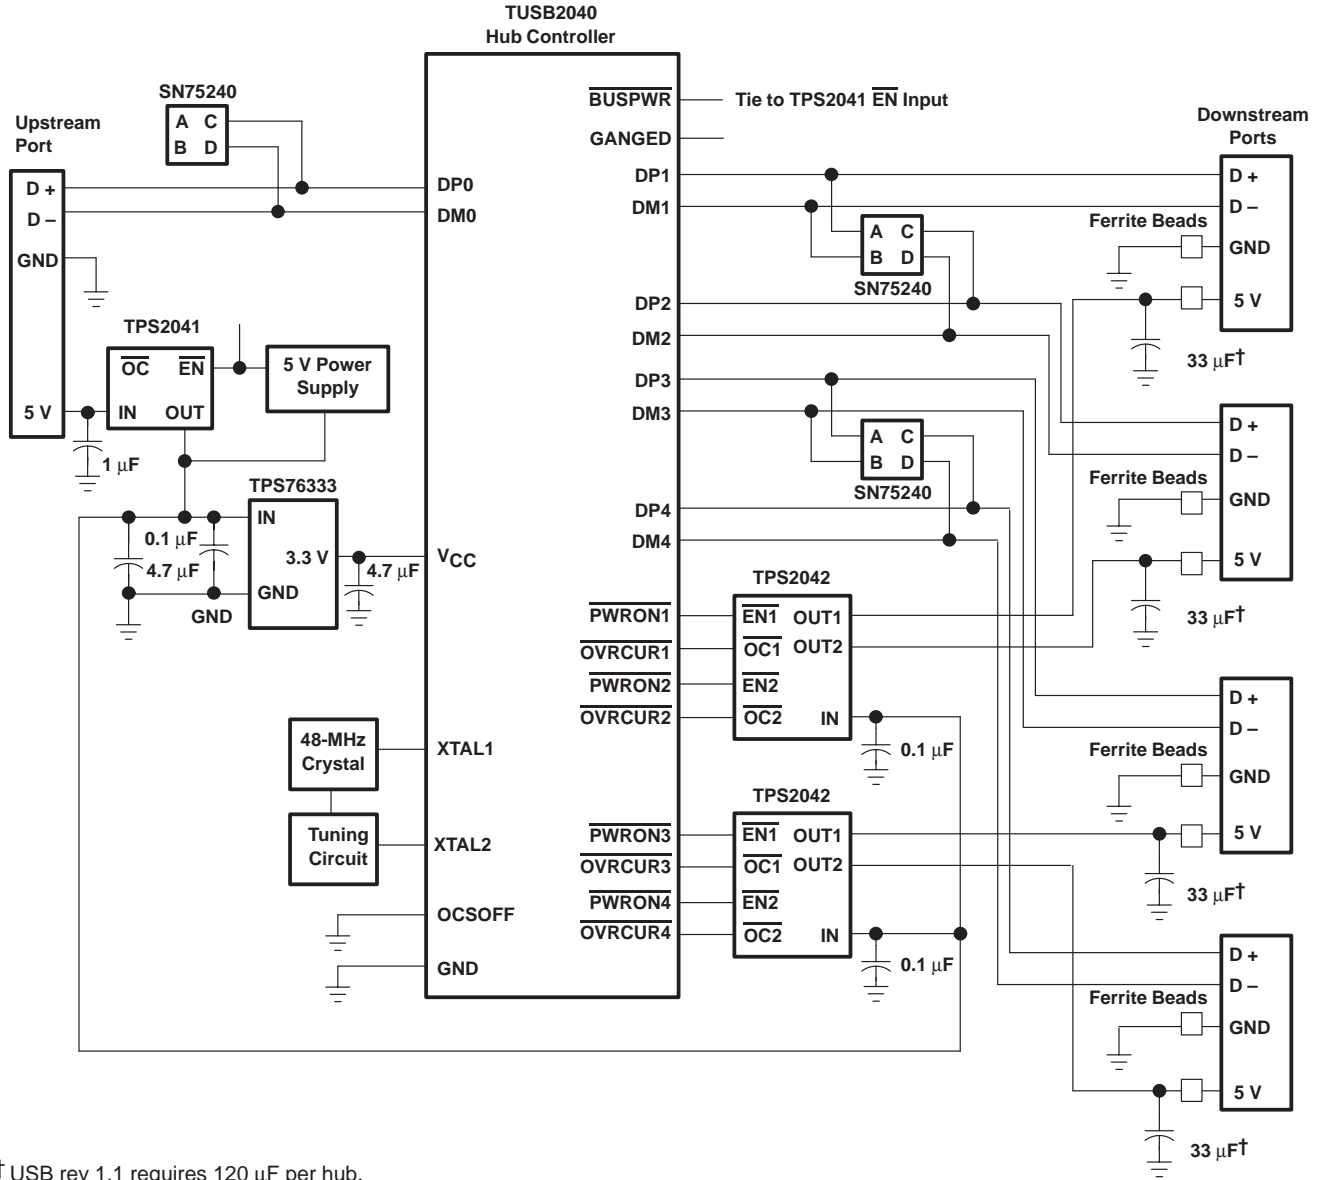 TUSB2040
Hub Controller
SN75240
A C
B D
Upstream
Port
D +
D –
GND
5 V
TPS2041
OC EN
IN OUT
5 V Power
Supply
1 μF
TPS76333
IN
3.3 V
GND
0.1 μF
4.7 μF
GND
4.7 μF
48-MHz
Crystal
Tuning
Circuit
DP0
DM0
VCC
XTAL1
XTAL2
OCSOFF
GND
BUSPWR
Tie to TPS2041 EN Input
GANGED
DP1
DM1
DP2
DM2
DP3
DM3
DP4
DM4
PWRON1
OVRCUR1
PWRON2
OVRCUR2
PWRON3
OVRCUR3
PWRON4
OVRCUR4
A C
B D
SN75240
A C
B D
SN75240
TPS2042
EN1 OUT1
OC1 OUT2
EN2
OC2 IN
0.1 μF
TPS2042
EN1 OUT1
OC1 OUT2
EN2
OC2 IN
0.1 μF
Downstream
Ports
D +
D –
Ferrite Beads
GND
5 V
33 μF†
D +
D –
Ferrite Beads
GND
5 V
33 μF†
D +
D –
Ferrite Beads
GND
5 V
33 μF†
D +
D –
Ferrite Beads
GND
5 V
33 μF†
† USB rev 1.1 requires 120 μF per hub.